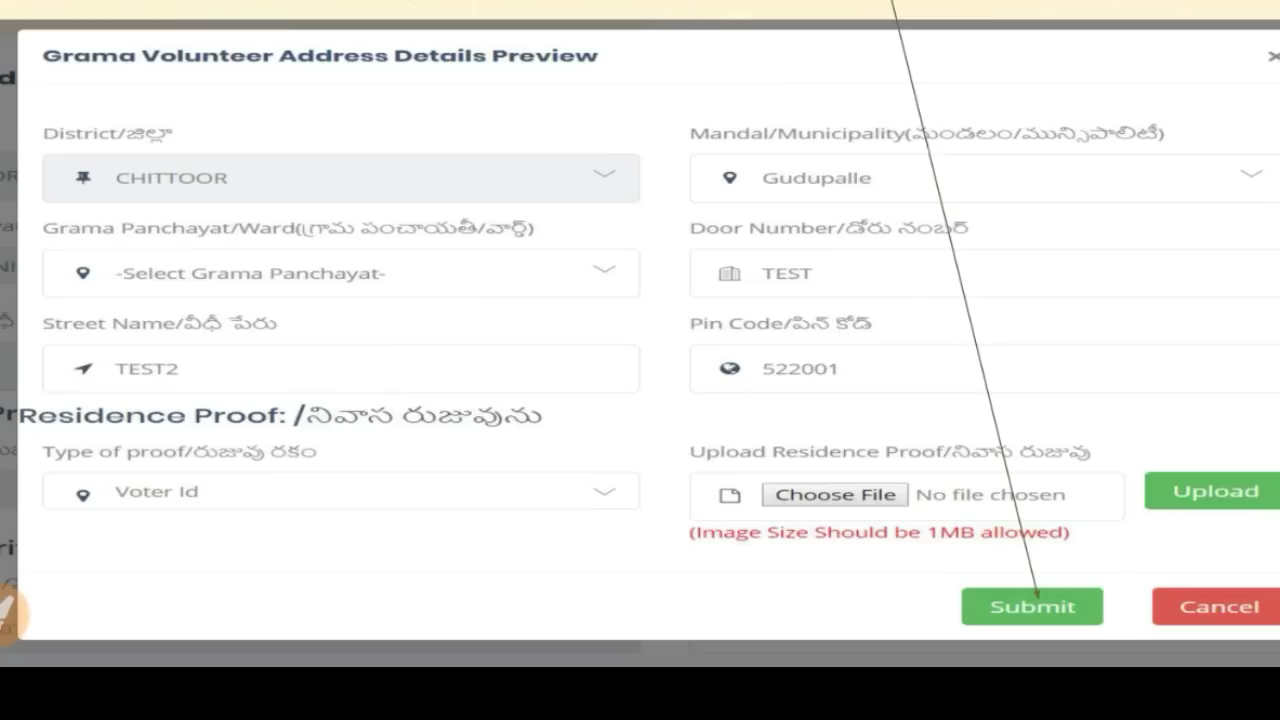 Grama Volunteer Address Details Preview
District/జిల్లా
Mandal/Municipality(మండలం/మున్సిపాలిటీ)
CHITTOOR
Gudupalle
Grama Panchayat/Ward(గ్రామ పంచాయతీ/వార్డ్)
Door Number/డోరు నంబర్
-Select Grama Panchayat-
TEST
Street Name/వీధీ పేరు
Pin Code/పిన్ కోడ్
TEST2
522001
Residence Proof: /నివాస రుజువును
Type of proof/రుజువు రకం
Upload Residence Proof/నివాస రుజువు
Voter Id
Choose File No file chosen
Upload
(Image Size Should be 1MB allowed)
Submit
Cancel